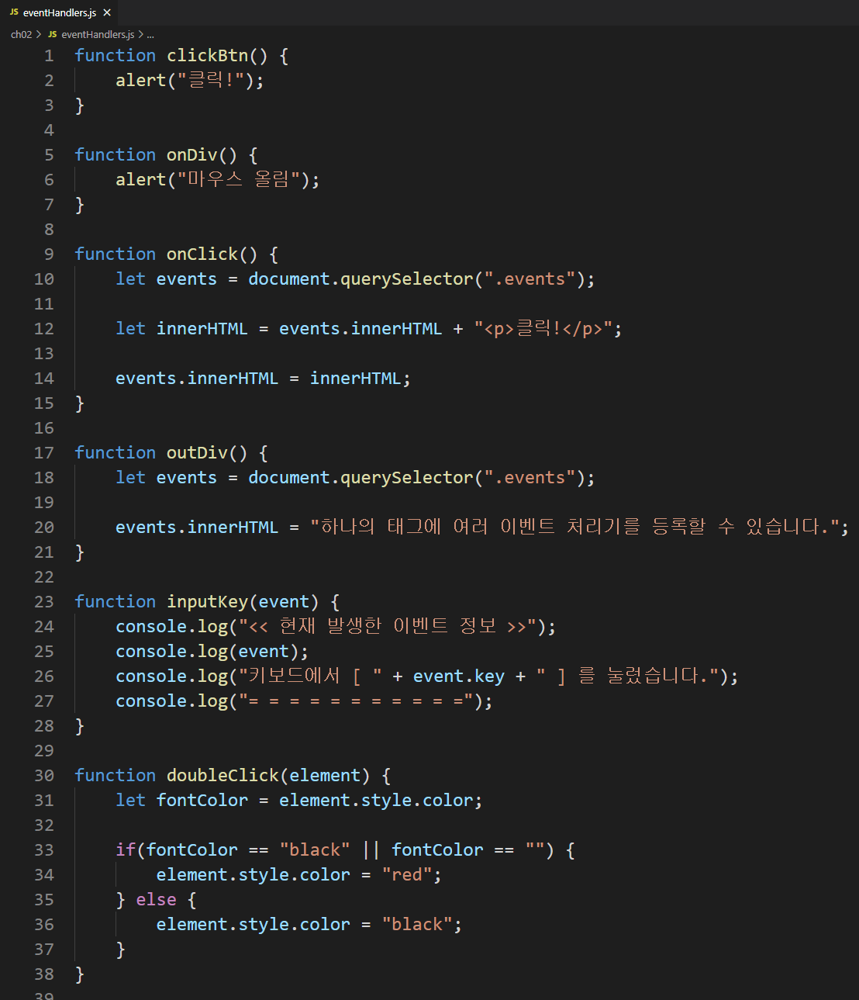 JS eventHandlers.js ×
ch02 > JS eventHandlers.js > ...
1 function clickBtn() {
2     alert("클릭!");
3 }
4
5 function onDiv() {
6     alert("마우스 올림");
7 }
8
9 function onClick() {
10     let events = document.querySelector(".events");
11
12     let innerHTML = events.innerHTML + "<p>클릭!</p>";
13
14     events.innerHTML = innerHTML;
15 }
16
17 function outDiv() {
18     let events = document.querySelector(".events");
19
20     events.innerHTML = "하나의 태그에 여러 이벤트 처리기를 등록할 수 있습니다.";
21 }
22
23 function inputKey(event) {
24     console.log("<< 현재 발생한 이벤트 정보 >>");
25     console.log(event);
26     console.log("키보드에서 [ " + event.key + " ] 를 눌렀습니다.");
27     console.log("= = = = = = = = = = =");
28 }
29
30 function doubleClick(element) {
31     let fontColor = element.style.color;
32
33     if(fontColor == "black" || fontColor == "") {
34         element.style.color = "red";
35     } else {
36         element.style.color = "black";
37     }
38 }
39